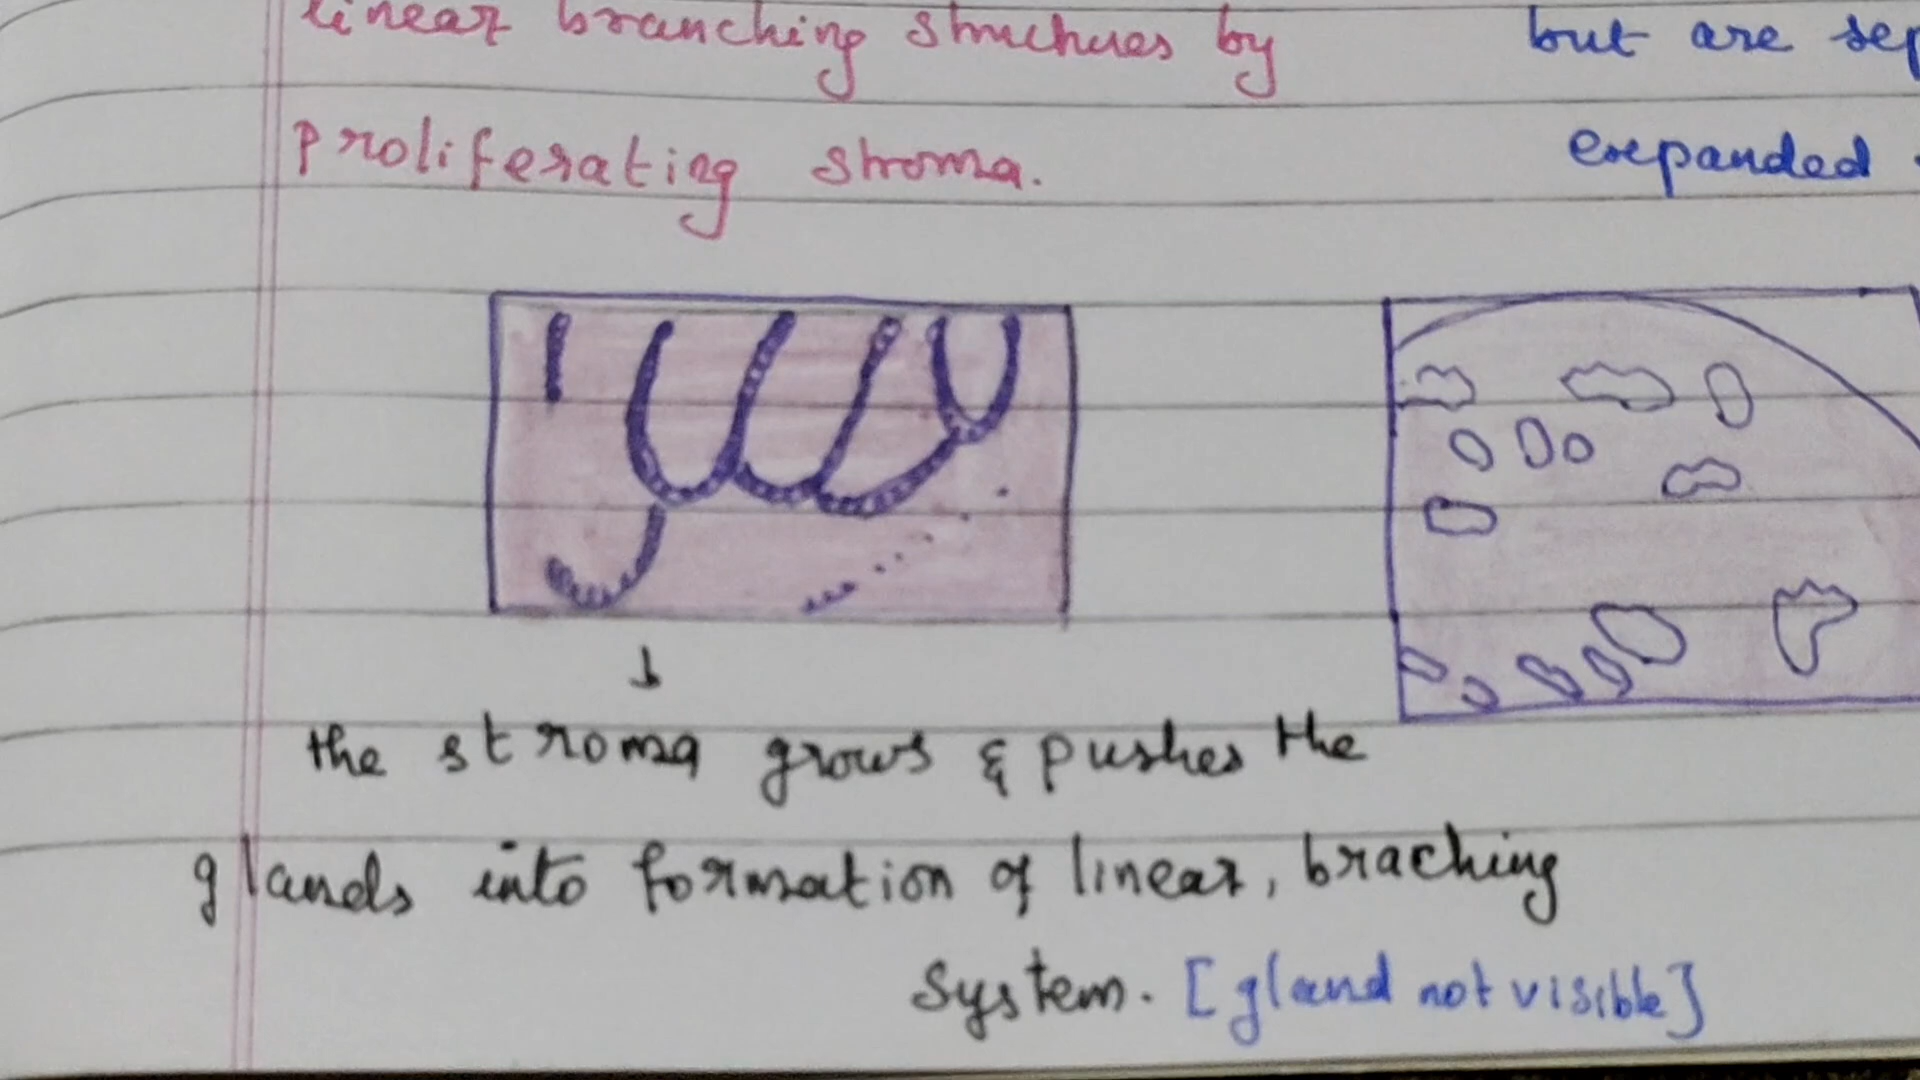 linear branching structures by
proliferating stroma.
but are
expanded
the stroma grows & pushes the
glands into formation of linear, braching
system. [gland not visible]